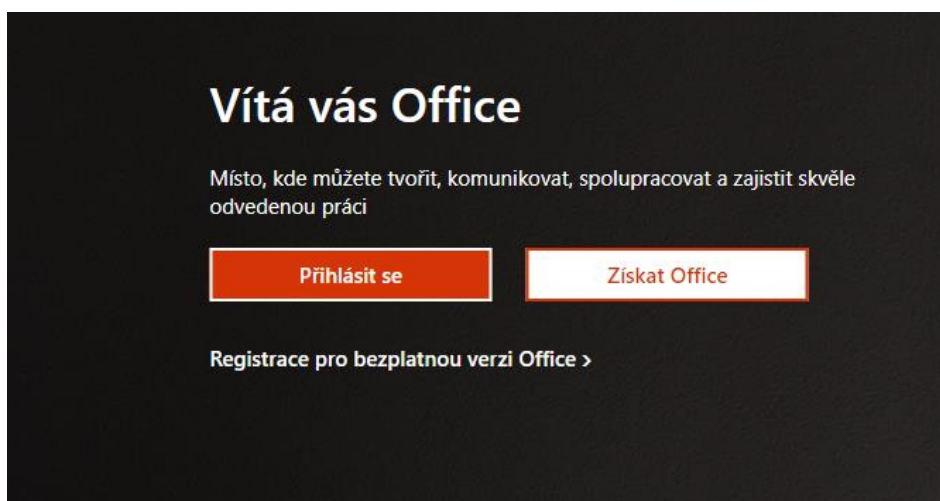 Vítá vás Office
Místo, kde můžete tvořit, komunikovat, spolupracovat a zajistit skvěle
odvedenou práci
Přihlásit se
Získat Office
Registrace pro bezplatnou verzi Office >